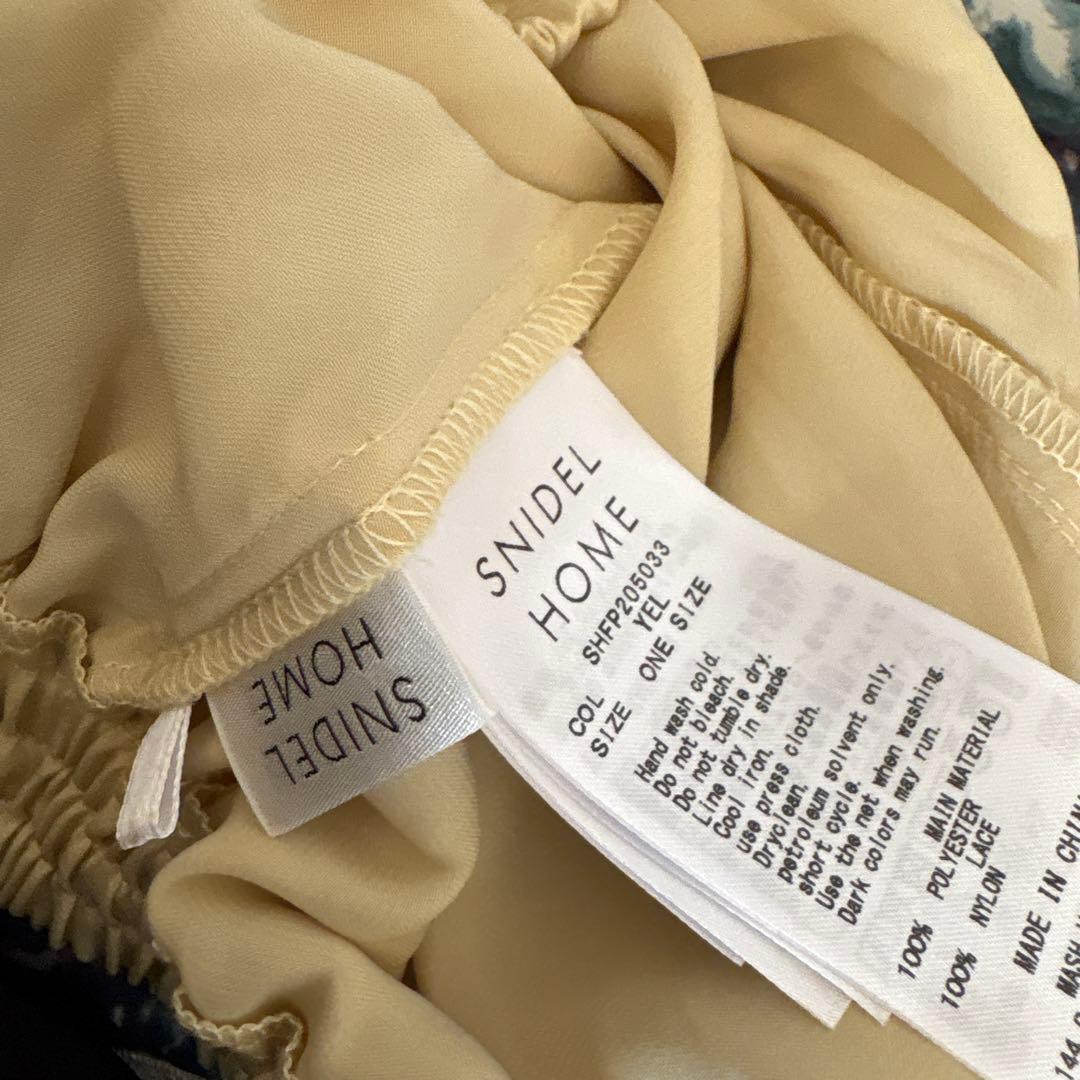 SNIDEL
HOME
SHFP205033
COL YEL
SIZE ONE SIZE
Hand wash cold.
Do not bleach.
Do not tumble dry.
Line dry in shade.
Cool iron.
use press cloth.
Dryclean.
petroleum solvent only.
short cycle.
Use the net when washing.
Dark colors may run.
MAIN MATERIAL
100% POLYESTER
LACE
100% NYLON
MADE IN
144
SNIDEL
HOME